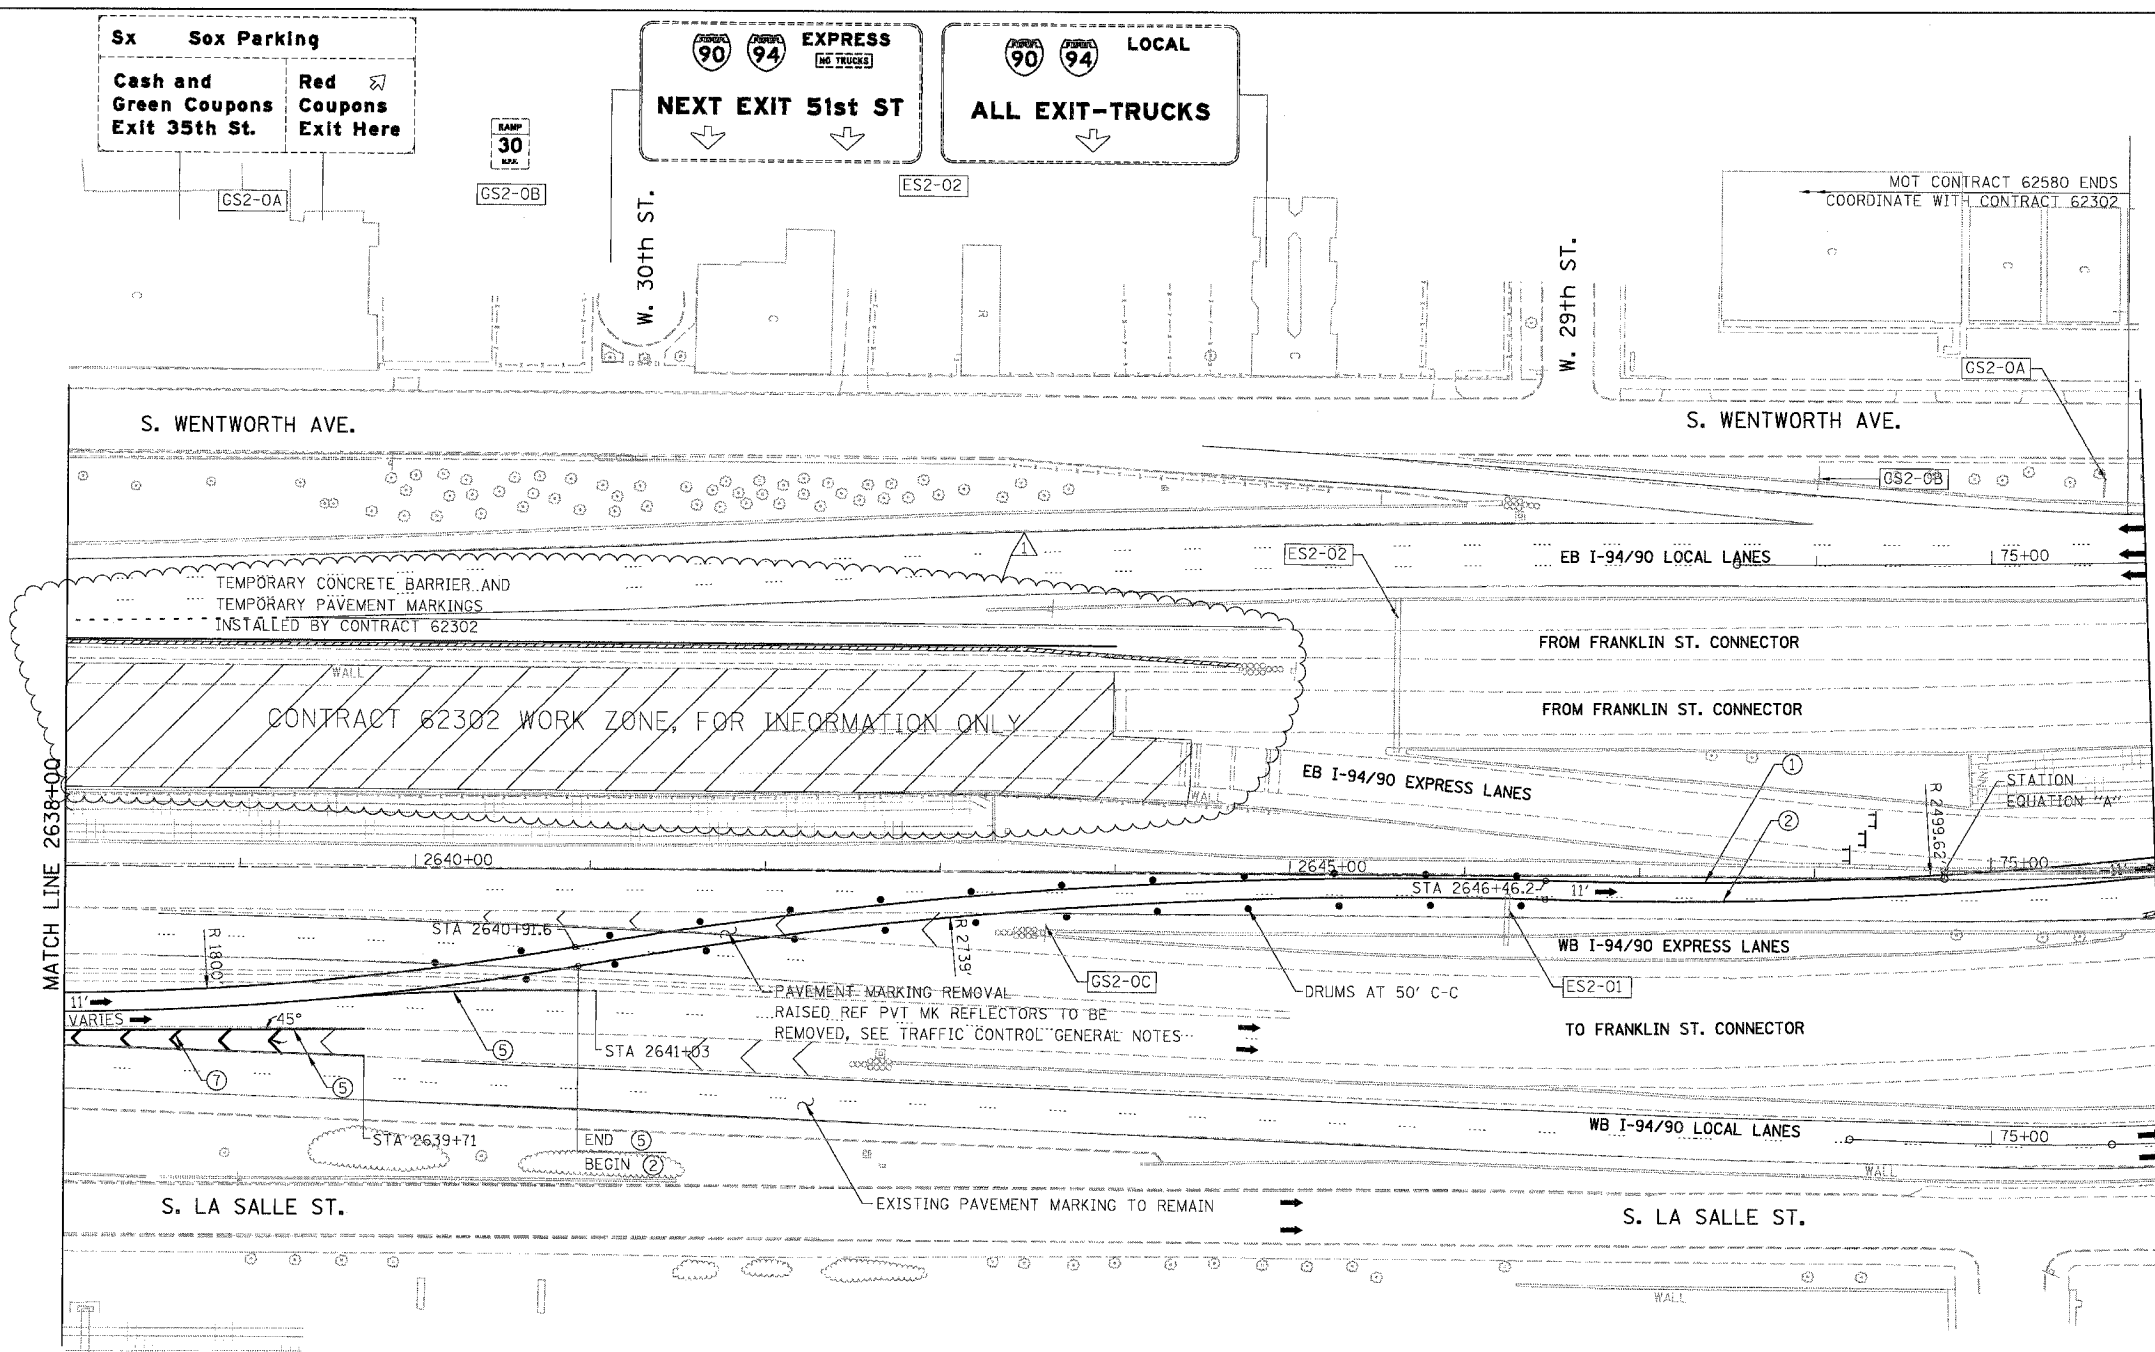 Sx Sox Parking
Cash and
Green Coupons
Exit 35th St.
Red
Coupons
Exit Here
GS2-0A
RAMP
30
M.P.H.
GS2-0B
90 94 EXPRESS
NO TRUCKS
NEXT EXIT 51st ST
90 94 LOCAL
ALL EXIT-TRUCKS
ES2-02
W. 30th ST.
W. 29th ST.
MOT CONTRACT 62580 ENDS
COORDINATE WITH CONTRACT 62302
C
C
R
C
C
C
C
GS2-0A
S. WENTWORTH AVE.
S. WENTWORTH AVE.
GS2-0B
1
ES2-02
EB I-94/90 LOCAL LANES
75+00
TEMPORARY CONCRETE BARRIER AND
TEMPORARY PAVEMENT MARKINGS
INSTALLED BY CONTRACT 62302
WALL
FROM FRANKLIN ST. CONNECTOR
CONTRACT 62302 WORK ZONE, FOR INFORMATION ONLY
FROM FRANKLIN ST. CONNECTOR
EB I-94/90 EXPRESS LANES
WALL
1
2
STATION
EQUATION "A"
R 2499.62'
MATCH LINE 2638+00
2640+00
2645+00
75+00
11'
STA 2646+46.2
11'
STA 2640+91.6
R 1800'
R 2739'
WB I-94/90 EXPRESS LANES
GS2-0C
DRUMS AT 50' C-C
ES2-01
11'
VARIES
45°
PAVEMENT MARKING REMOVAL
RAISED REF PVT MK REFLECTORS TO BE
REMOVED, SEE TRAFFIC CONTROL GENERAL NOTES
TO FRANKLIN ST. CONNECTOR
5
STA 2641+03
7
5
STA 2639+71
END 5
BEGIN 2
WB I-94/90 LOCAL LANES
75+00
WALL
EXISTING PAVEMENT MARKING TO REMAIN
S. LA SALLE ST.
S. LA SALLE ST.
WALL